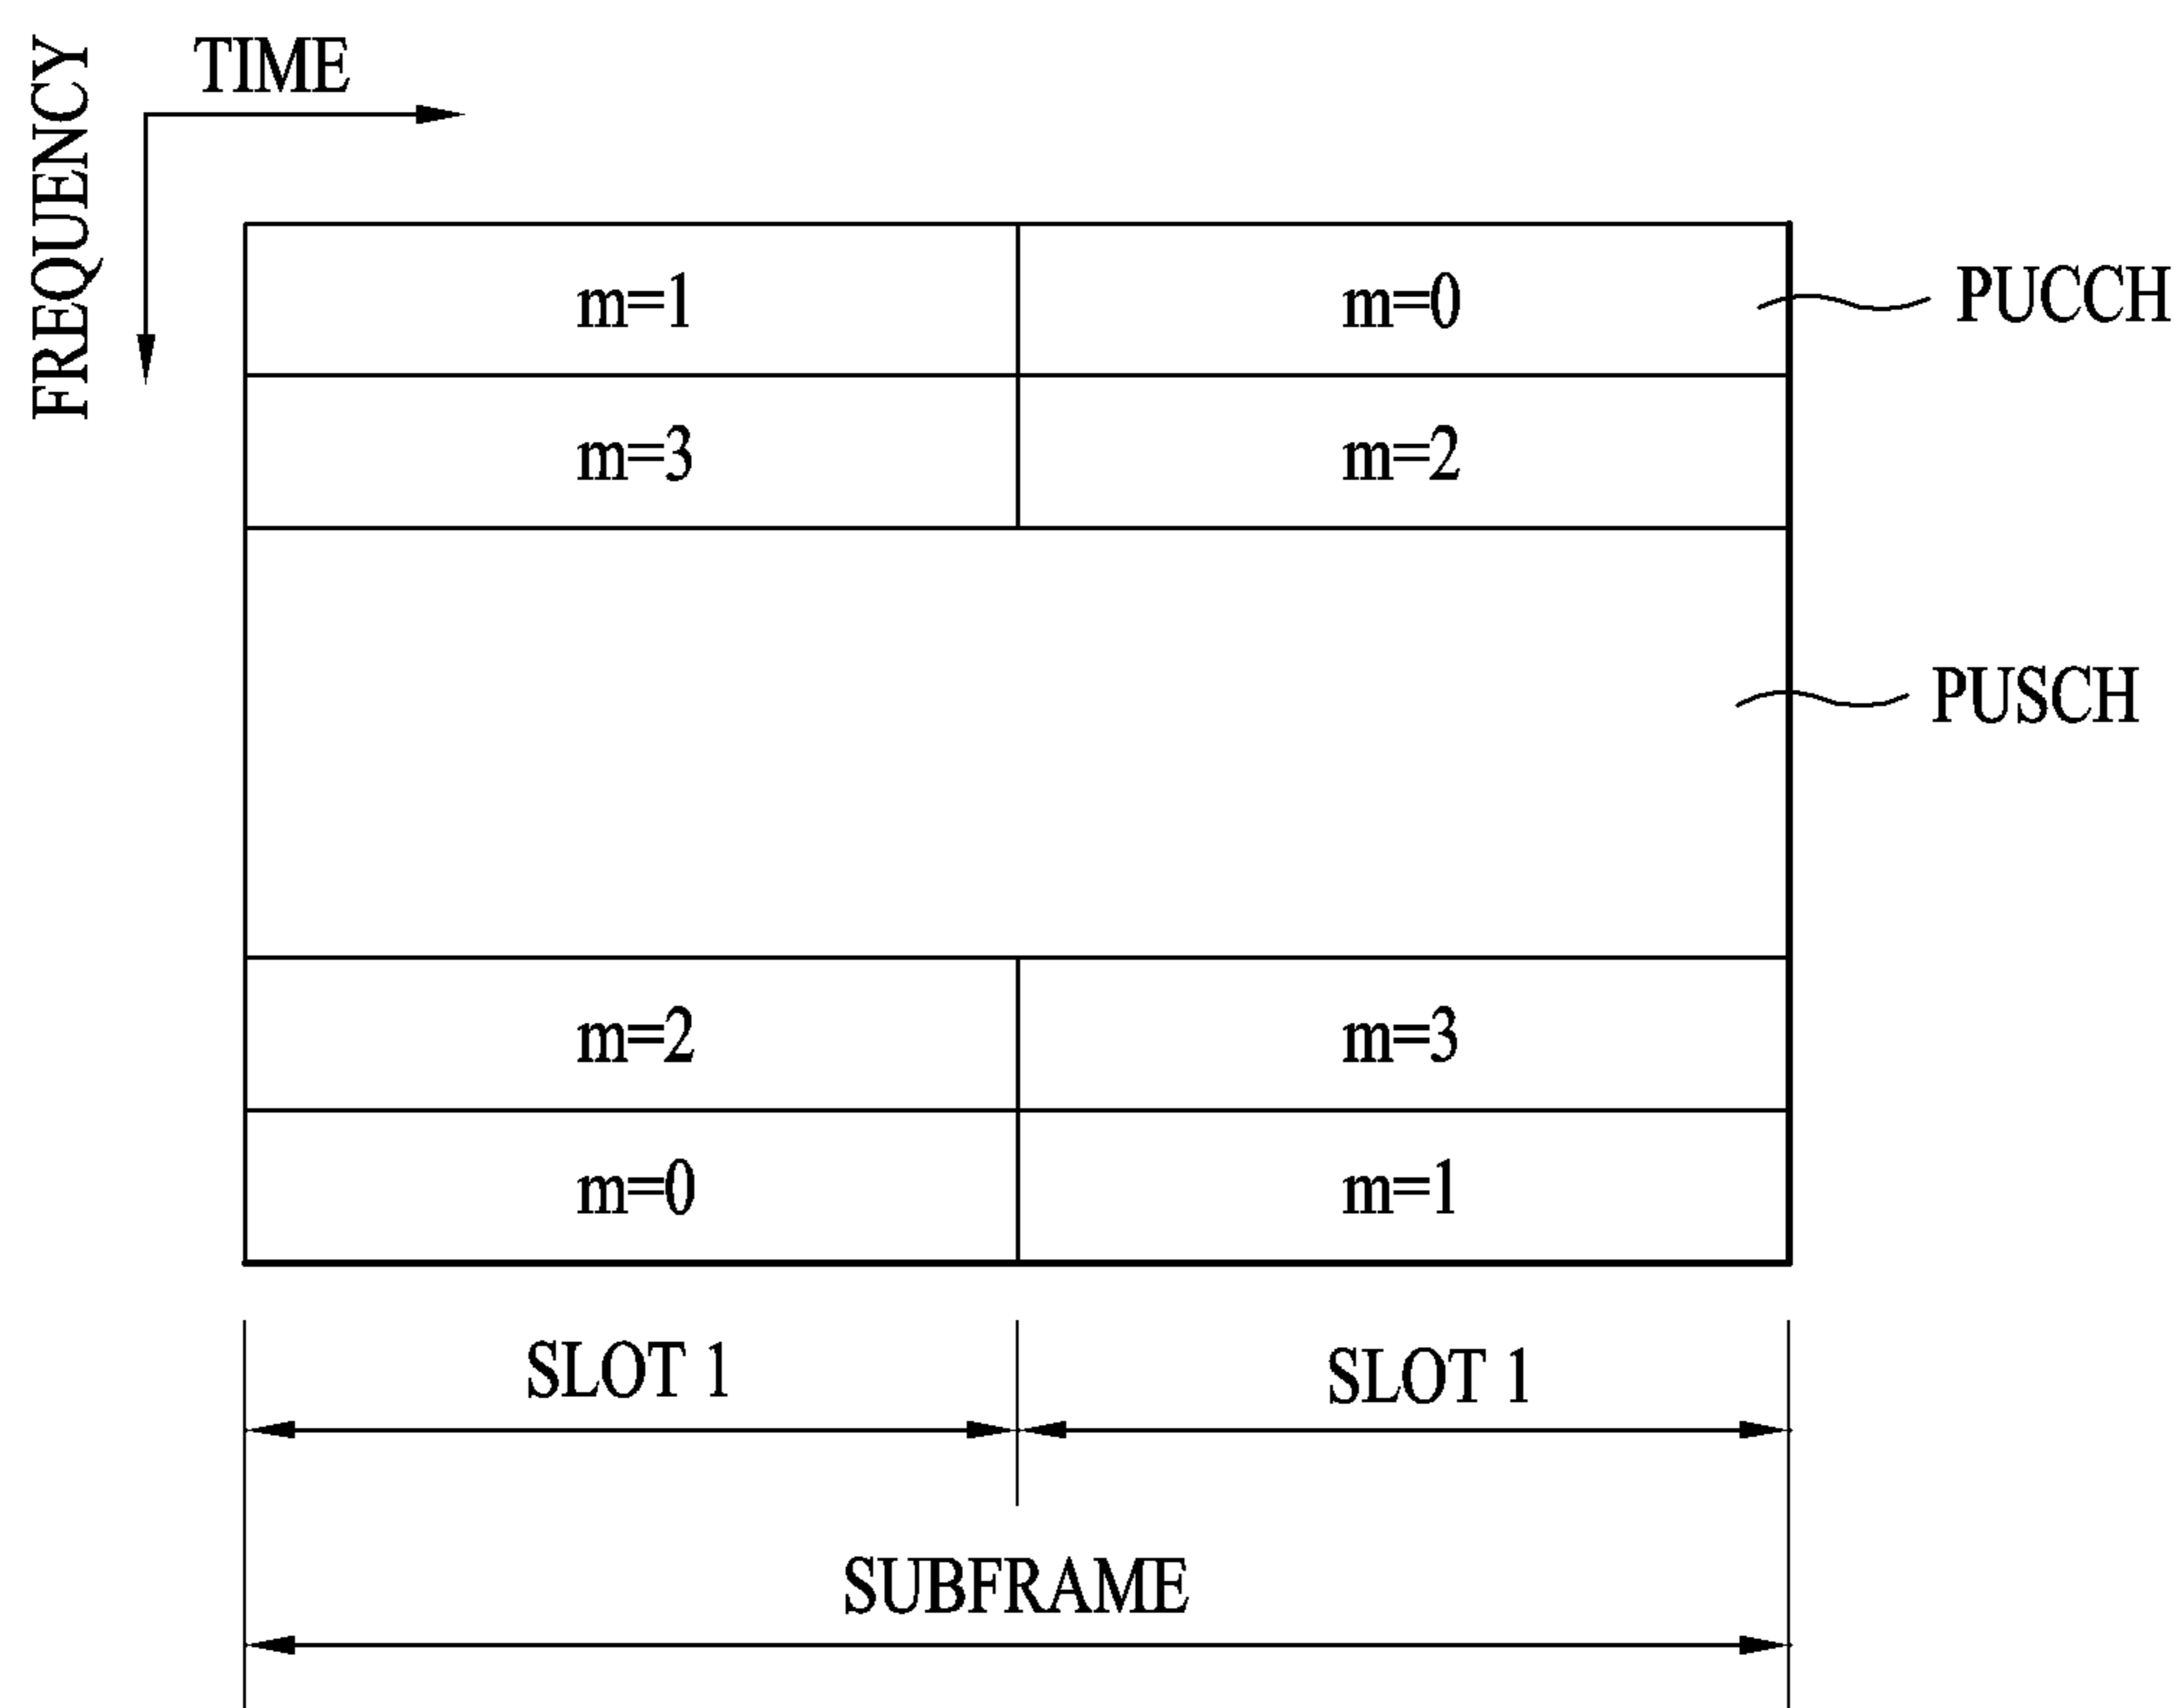 TIME
FREQUENCY
m=1 m=0 PUCCH
m=3 m=2
PUSCH
m=2 m=3
m=0 m=1
SLOT 1 SLOT 1
SUBFRAME